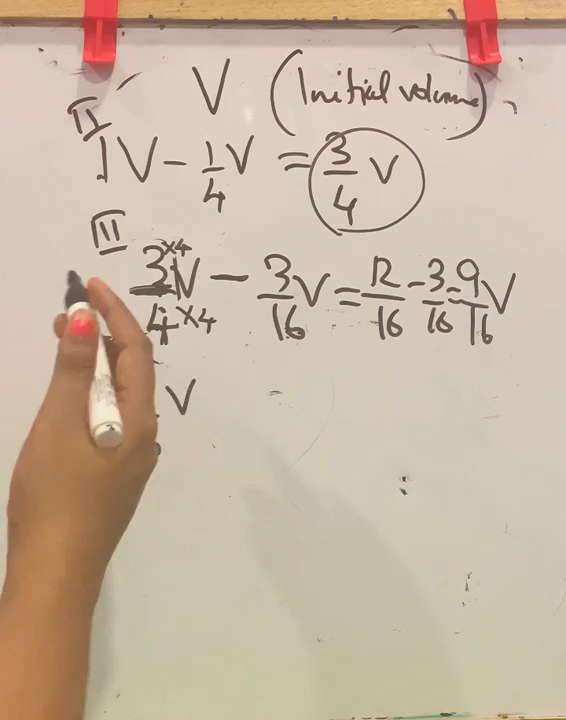 V (Initial volume)
II
1V - 1/4 V = 3/4 V
III
3×4/4×4 V - 3/16 V = 12/16 - 3/16 = 9/16 V
V